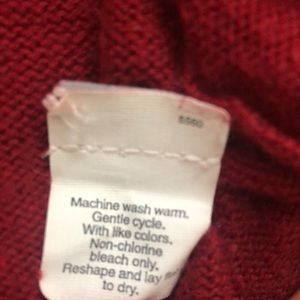 Machine wash warm.
Gentle cycle.
With like colors.
Non-chlorine
bleach only.
Reshape and lay
to dry.